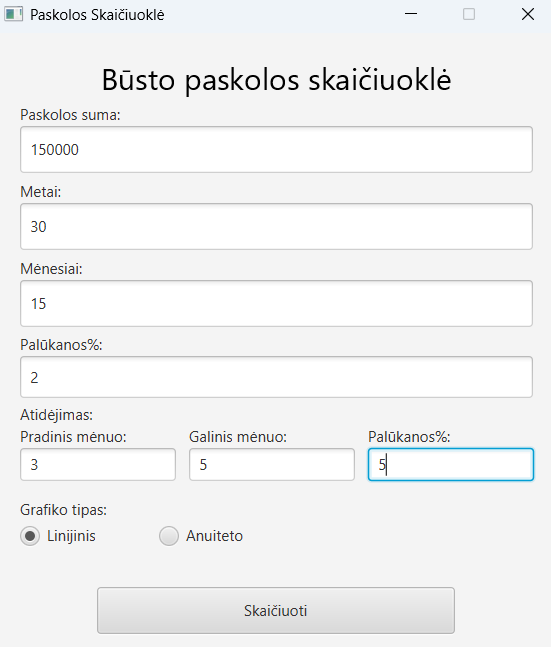 Paskolos Skaičiuoklė
Būsto paskolos skaičiuoklė
Paskolos suma:
150000
Metai:
30
Mėnesiai:
15
Palūkanos%:
2
Atidėjimas:
Pradinis mėnuo: Galinis mėnuo: Palūkanos%:
3 5 5
Grafiko tipas:
Linijinis Anuiteto
Skaičiuoti